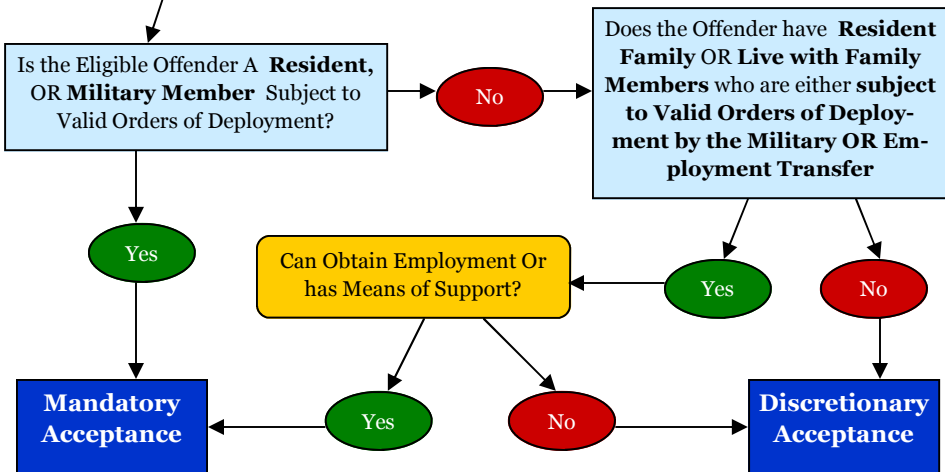 Is the Eligible Offender A Resident,
OR Military Member Subject to
Valid Orders of Deployment?
No
Does the Offender have Resident
Family OR Live with Family
Members who are either subject
to Valid Orders of Deploy-
ment by the Military OR Em-
ployment Transfer
Yes
Can Obtain Employment Or
has Means of Support?
Yes
No
Mandatory
Acceptance
Yes
No
Discretionary
Acceptance